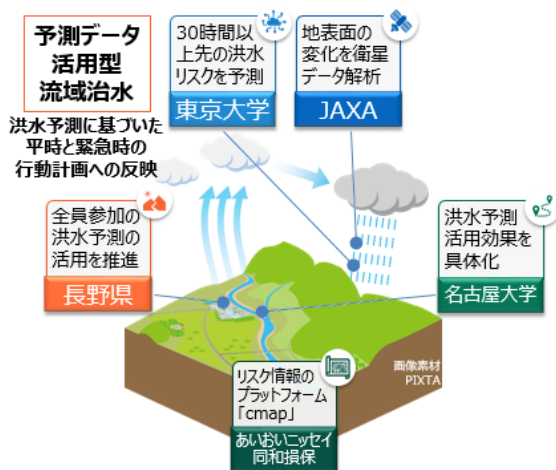 予測データ
活用型
流域治水
洪水予測に基づいた
平時と緊急時の
行動計画への反映
30時間以
上先の洪水
リスクを予測
東京大学
地表面の
変化を衛星
データ解析
JAXA
全員参加の
洪水予測の
活用を推進
長野県
洪水予測
活用効果を
具体化
名古屋大学
画像素材
PIXTA
リスク情報の
プラットフォーム
「cmap」
あいおいニッセイ
同和損保